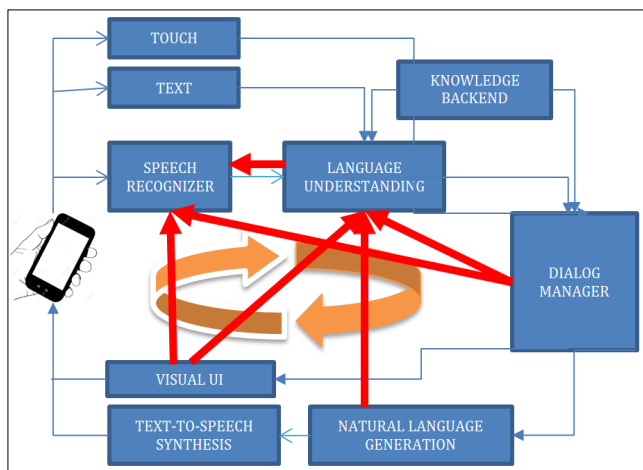 TOUCH
TEXT
KNOWLEDGE
BACKEND
SPEECH
RECOGNIZER
LANGUAGE
UNDERSTANDING
DIALOG
MANAGER
VISUAL UI
TEXT-TO-SPEECH
SYNTHESIS
NATURAL LANGUAGE
GENERATION